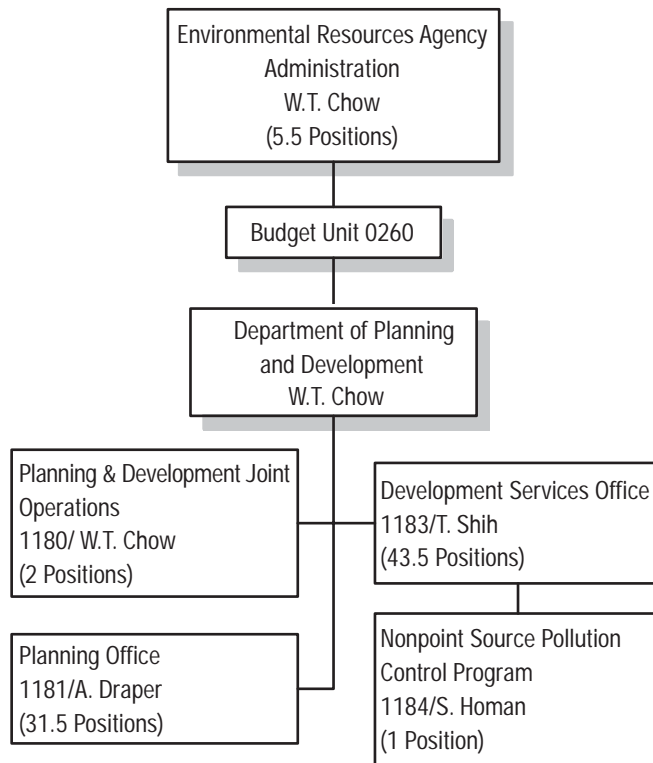 Environmental Resources Agency
Administration
W.T. Chow
(5.5 Positions)
Budget Unit 0260
Department of Planning
and Development
W.T. Chow
Planning & Development Joint
Operations
1180/ W.T. Chow
(2 Positions)
Development Services Office
1183/T. Shih
(43.5 Positions)
Planning Office
1181/A. Draper
(31.5 Positions)
Nonpoint Source Pollution
Control Program
1184/S. Homan
(1 Position)